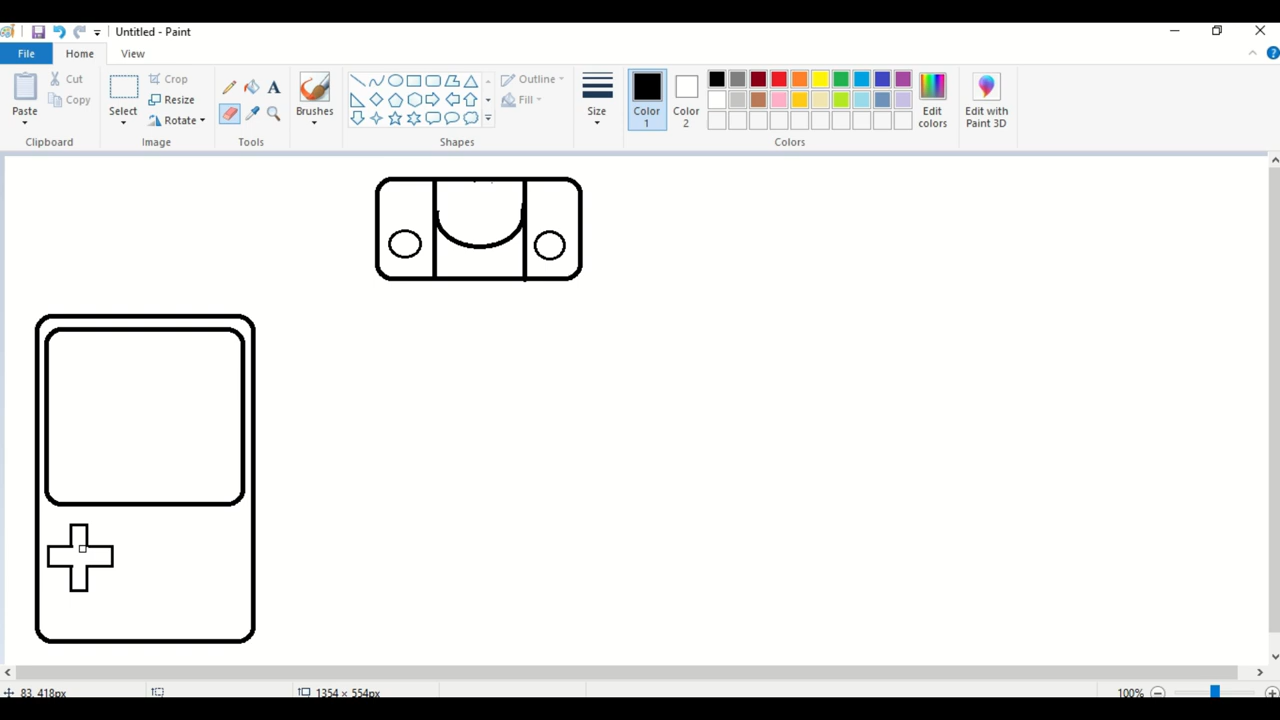 Untitled - Paint
File Home View
Cut
Copy
Paste
Clipboard
Crop
Resize
Rotate
Select
Image
A
Tools
Brushes
Outline
Fill
Shapes
Size
Color 1
Color 2
Edit colors
Colors
Edit with Paint 3D
83, 418px
1354 × 554px
100%